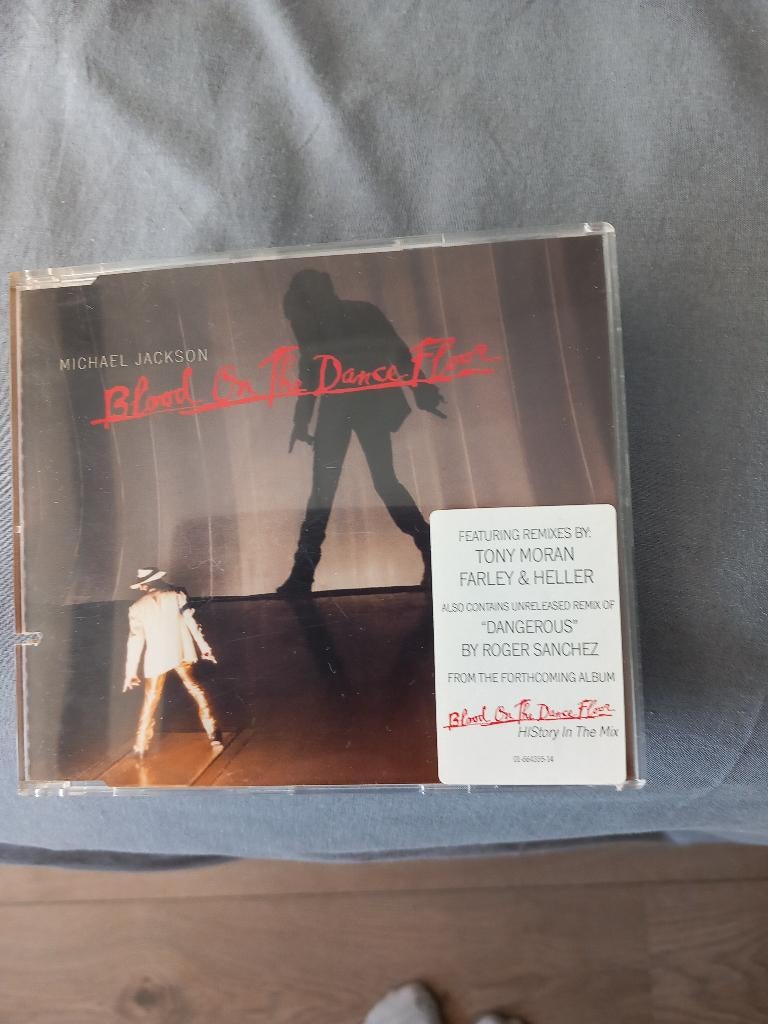 MICHAEL JACKSON
Blood On The Dance Floor
FEATURING REMIXES BY:
TONY MORAN
FARLEY & HELLER
ALSO CONTAINS UNRELEASED REMIX OF
"DANGEROUS"
BY ROGER SANCHEZ
FROM THE FORTHCOMING ALBUM
Blood On The Dance Floor
HIStory In The Mix